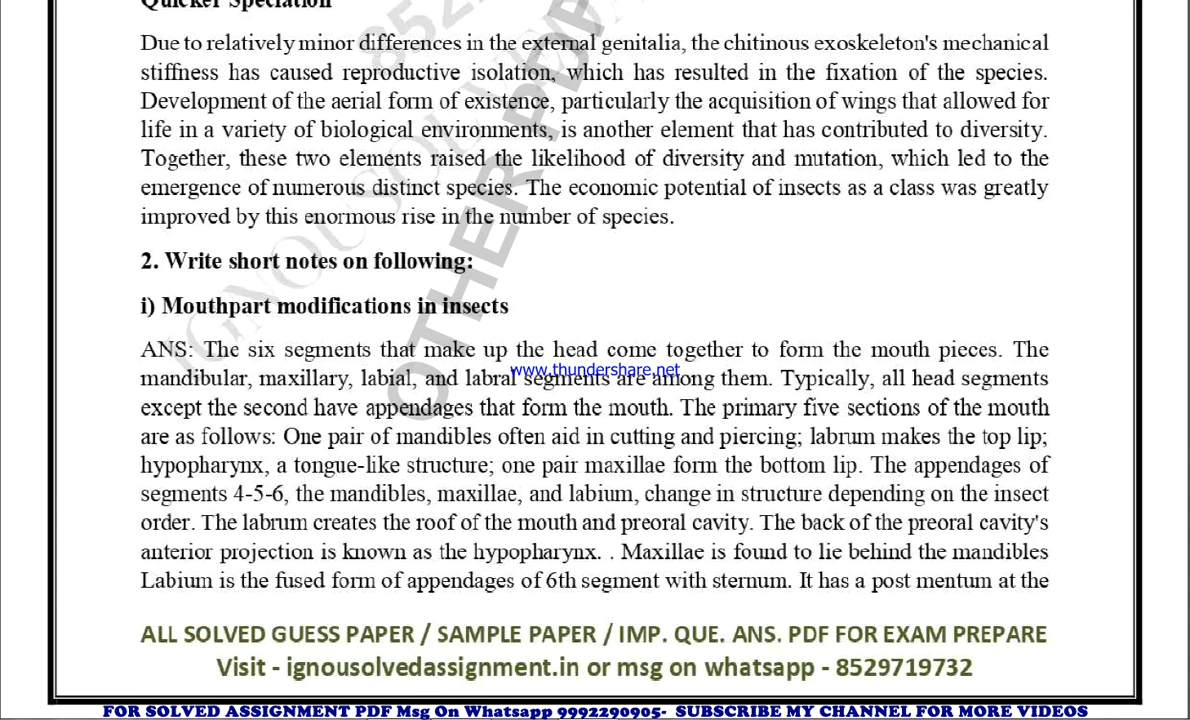 Quicker Speciation
Due to relatively minor differences in the external genitalia, the chitinous exoskeleton's mechanical
stiffness has caused reproductive isolation, which has resulted in the fixation of the species.
Development of the aerial form of existence, particularly the acquisition of wings that allowed for
life in a variety of biological environments, is another element that has contributed to diversity.
Together, these two elements raised the likelihood of diversity and mutation, which led to the
emergence of numerous distinct species. The economic potential of insects as a class was greatly
improved by this enormous rise in the number of species.
2. Write short notes on following:
i) Mouthpart modifications in insects
ANS: The six segments that make up the head come together to form the mouth pieces. The
www.thundershare.net
mandibular, maxillary, labial, and labral segments are among them. Typically, all head segments
except the second have appendages that form the mouth. The primary five sections of the mouth
are as follows: One pair of mandibles often aid in cutting and piercing; labrum makes the top lip;
hypopharynx, a tongue-like structure; one pair maxillae form the bottom lip. The appendages of
segments 4-5-6, the mandibles, maxillae, and labium, change in structure depending on the insect
order. The labrum creates the roof of the mouth and preoral cavity. The back of the preoral cavity's
anterior projection is known as the hypopharynx. . Maxillae is found to lie behind the mandibles
Labium is the fused form of appendages of 6th segment with sternum. It has a post mentum at the
OTHER PDF
IGNOUSOLV
852
ALL SOLVED GUESS PAPER / SAMPLE PAPER / IMP. QUE. ANS. PDF FOR EXAM PREPARE
Visit - ignousolvedassignment.in or msg on whatsapp - 8529719732
FOR SOLVED ASSIGNMENT PDF Msg On Whatsapp 9992290905- SUBSCRIBE MY CHANNEL FOR MORE VIDEOS